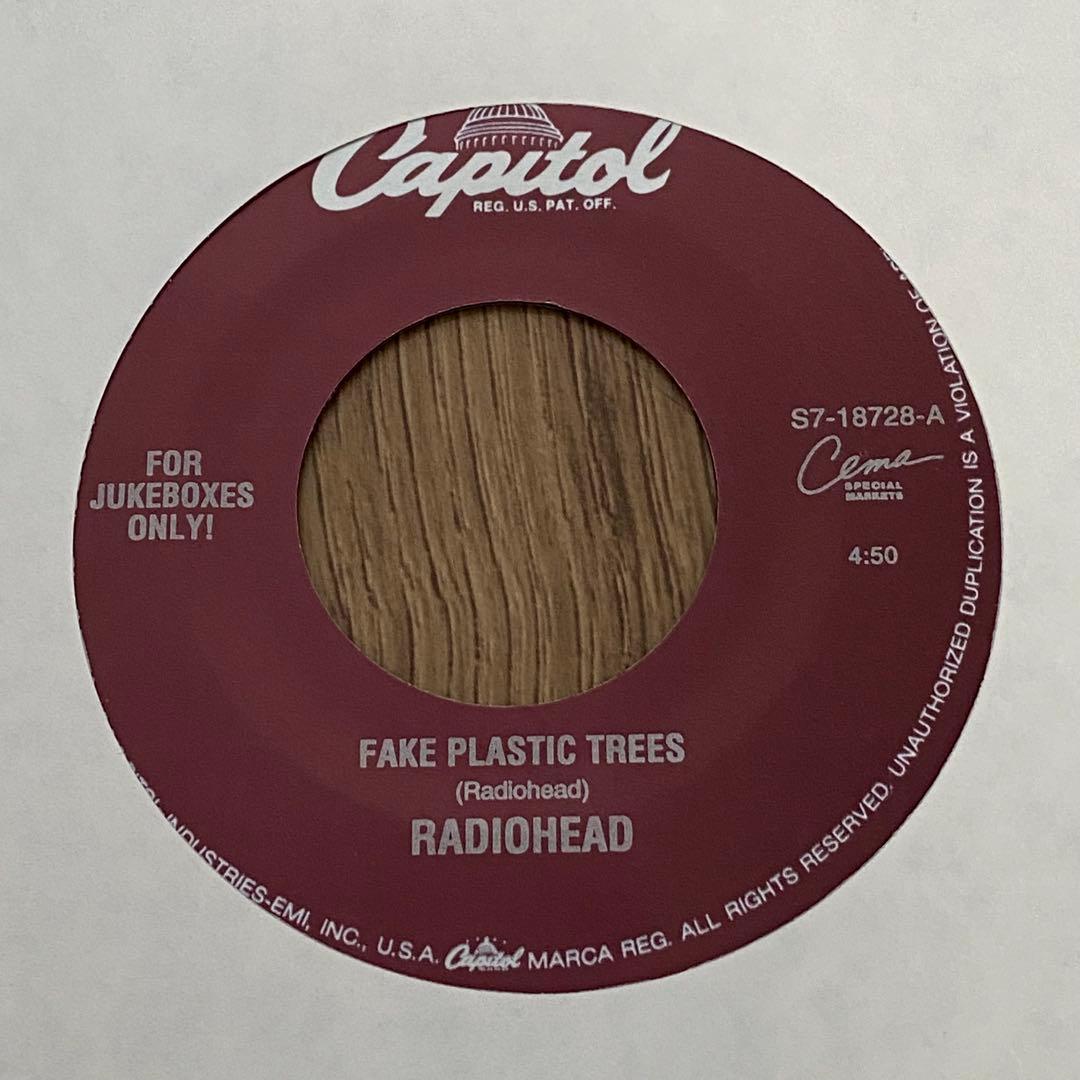 Capitol
REG. U.S. PAT. OFF.
FOR
JUKEBOXES
ONLY!
S7-18728-A
Cema
SPECIAL
MARKETS
4:50
FAKE PLASTIC TREES
(Radiohead)
RADIOHEAD
INDUSTRIES-EMI, INC., U.S.A. Capitol MARCA REG. ALL RIGHTS RESERVED. UNAUTHORIZED DUPLICATION IS A VIOLATION OF